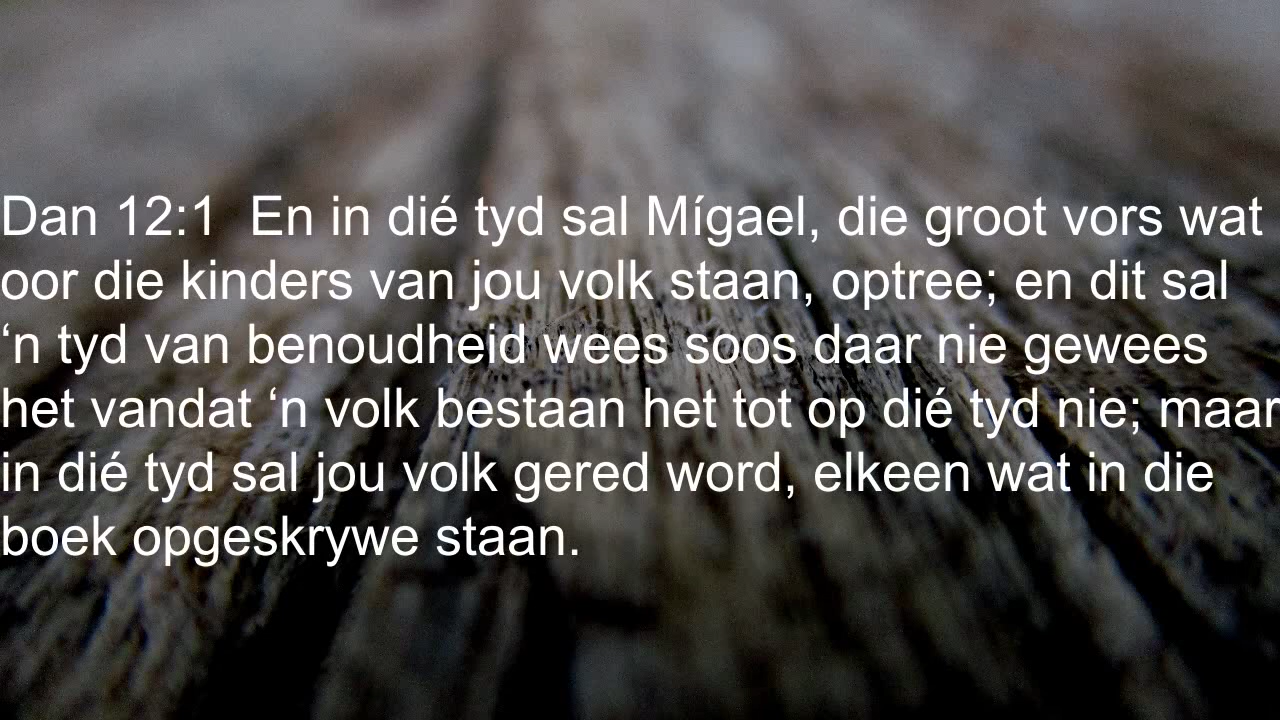 Dan 12:1  En in dié tyd sal Mígael, die groot vors wat
oor die kinders van jou volk staan, optree; en dit sal
‘n tyd van benoudheid wees soos daar nie gewees
het vandat ‘n volk bestaan het tot op dié tyd nie; maar
in dié tyd sal jou volk gered word, elkeen wat in die
boek opgeskrywe staan.